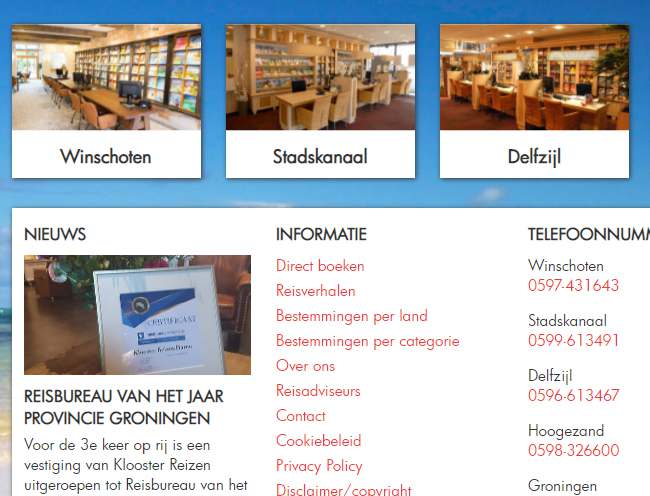 Winschoten
Stadskanaal
Delfzijl
NIEUWS
CERTIFICAAT
REISBUREAU VAN HET JAAR
PROVINCIE GRONINGEN
Voor de 3e keer op rij is een
vestiging van Klooster Reizen
uitgeroepen tot Reisbureau van het
INFORMATIE
Direct boeken
Reisverhalen
Bestemmingen per land
Bestemmingen per categorie
Over ons
Reisadviseurs
Contact
Cookiebeleid
Privacy Policy
Disclaimer/copyright
TELEFOONNUMM
Winschoten
0597-431643
Stadskanaal
0599-613491
Delfzijl
0596-613467
Hoogezand
0598-326600
Groningen